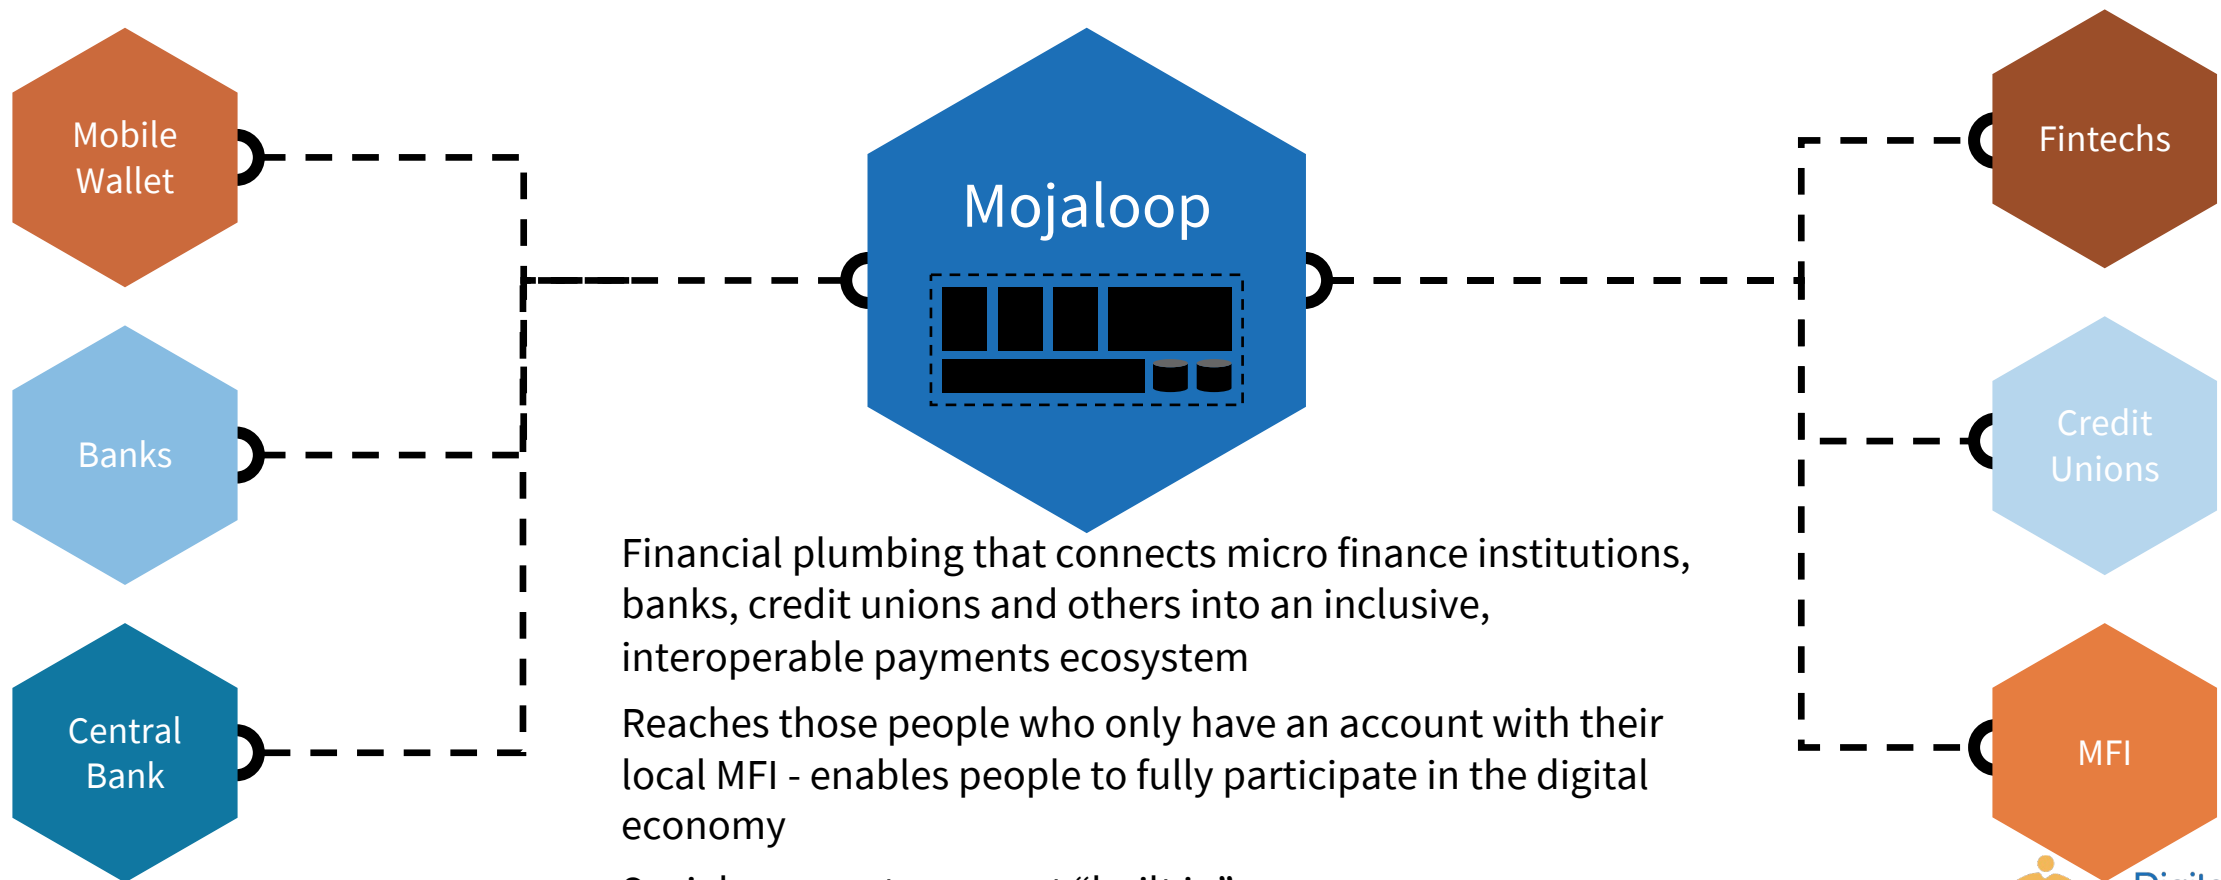 Mobile
Wallet
Banks
Central
Bank
Mojaloop
Fintechs
Credit
Unions
MFI
Financial plumbing that connects micro finance institutions,
banks, credit unions and others into an inclusive,
interoperable payments ecosystem
Reaches those people who only have an account with their
local MFI - enables people to fully participate in the digital
economy